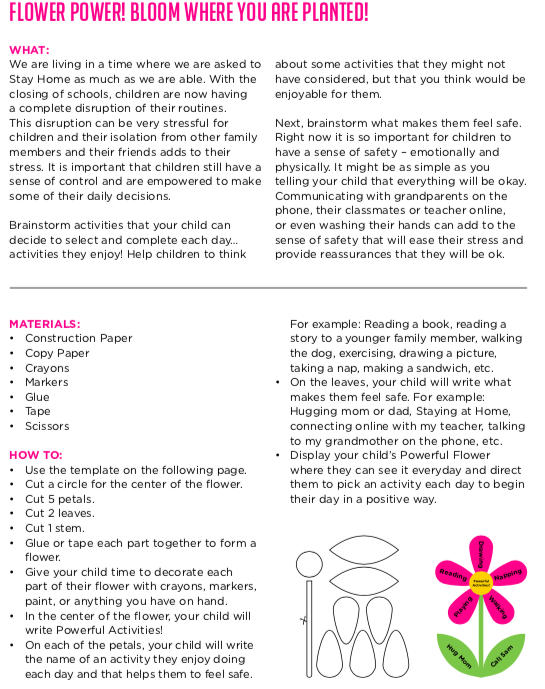 FLOWER POWER! BLOOM WHERE YOU ARE PLANTED!
WHAT:
We are living in a time where we are asked to
Stay Home as much as we are able. With the
closing of schools, children are now having
a complete disruption of their routines.
This disruption can be very stressful for
children and their isolation from other family
members and their friends adds to their
stress. It is important that children still have a
sense of control and are empowered to make
some of their daily decisions.
Brainstorm activities that your child can
decide to select and complete each day...
activities they enjoy! Help children to think
about some activities that they might not
have considered, but that you think would be
enjoyable for them.
Next, brainstorm what makes them feel safe.
Right now it is so important for children to
have a sense of safety – emotionally and
physically. It might be as simple as you
telling your child that everything will be okay.
Communicating with grandparents on the
phone, their classmates or teacher online,
or even washing their hands can add to the
sense of safety that will ease their stress and
provide reassurances that they will be ok.
MATERIALS:
• Construction Paper
• Copy Paper
• Crayons
• Markers
• Glue
• Tape
• Scissors
HOW TO:
• Use the template on the following page.
• Cut a circle for the center of the flower.
• Cut 5 petals.
• Cut 2 leaves.
• Cut 1 stem.
• Glue or tape each part together to form a
flower.
• Give your child time to decorate each
part of their flower with crayons, markers,
paint, or anything you have on hand.
• In the center of the flower, your child will
write Powerful Activities!
• On each of the petals, your child will write
the name of an activity they enjoy doing
each day and that helps them to feel safe.
For example: Reading a book, reading a
story to a younger family member, walking
the dog, exercising, drawing a picture,
taking a nap, making a sandwich, etc.
• On the leaves, your child will write what
makes them feel safe. For example:
Hugging mom or dad, Staying at Home,
connecting online with my teacher, talking
to my grandmother on the phone, etc.
• Display your child's Powerful Flower
where they can see it everyday and direct
them to pick an activity each day to begin
their day in a positive way.
Drawing
Reading
Napping
Powerful
Activities!
Playing
Walking
Hug Mom
Call Sam